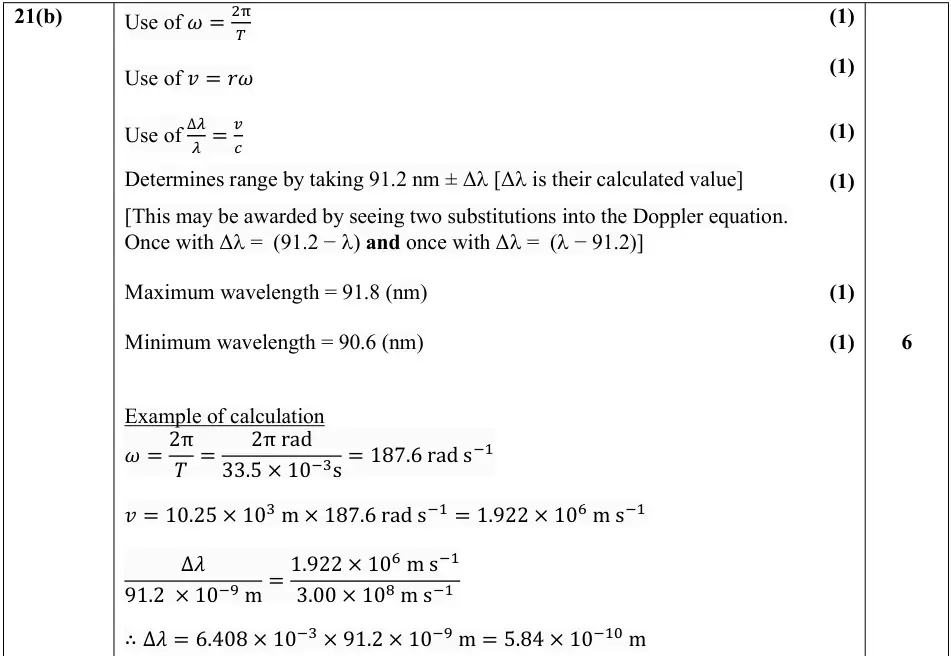 21(b) Use of ω = 2π/T (1)
Use of v = rω (1)
Use of Δλ/λ = v/c (1)
Determines range by taking 91.2 nm ± Δλ [Δλ is their calculated value] (1)
[This may be awarded by seeing two substitutions into the Doppler equation.
Once with Δλ = (91.2 − λ) and once with Δλ = (λ − 91.2)]
Maximum wavelength = 91.8 (nm) (1)
Minimum wavelength = 90.6 (nm) (1) 6
Example of calculation
ω = 2π/T = 2π rad/33.5 × 10⁻³s = 187.6 rad s⁻¹
v = 10.25 × 10³ m × 187.6 rad s⁻¹ = 1.922 × 10⁶ m s⁻¹
Δλ/91.2 × 10⁻⁹ m = 1.922 × 10⁶ m s⁻¹/3.00 × 10⁸ m s⁻¹
∴ Δλ = 6.408 × 10⁻³ × 91.2 × 10⁻⁹ m = 5.84 × 10⁻¹⁰ m